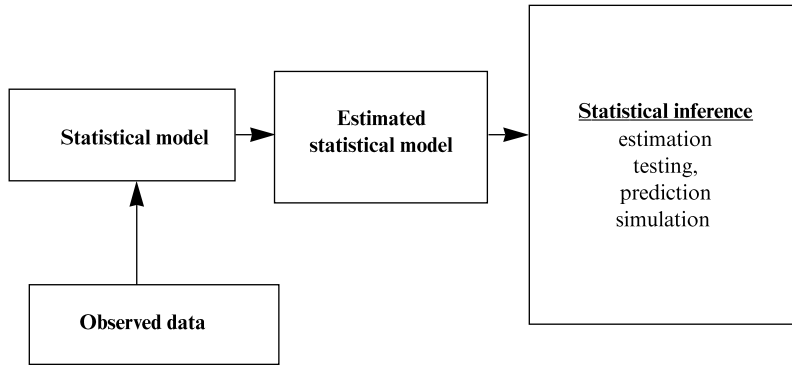 Statistical model
Estimated
statistical model
Statistical inference
estimation
testing,
prediction
simulation
Observed data